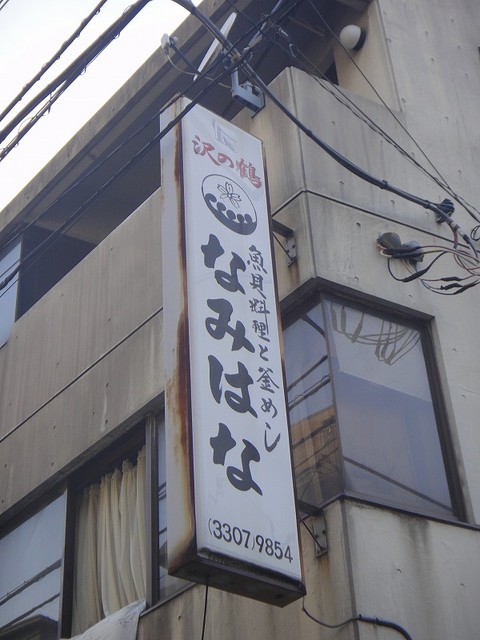 沢の鶴
魚貝料理と釜めし
なみはな
(3307)9854